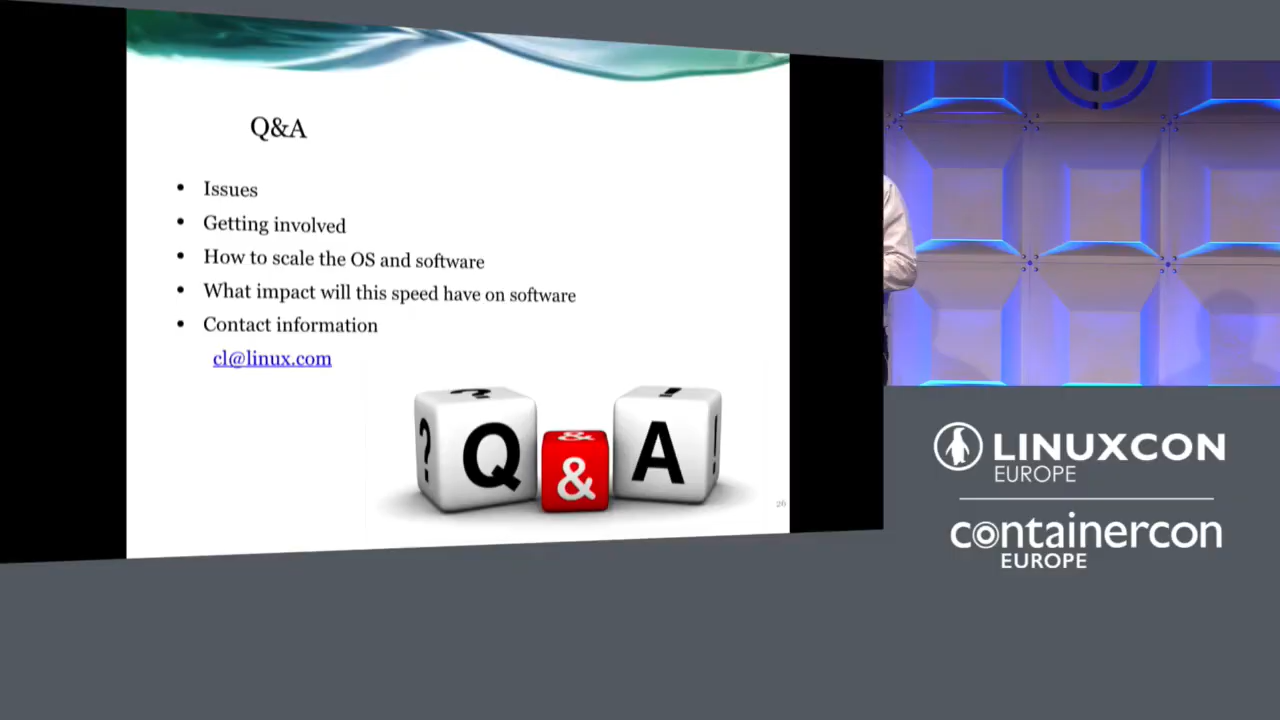 Q&A
• Issues
• Getting involved
• How to scale the OS and software
• What impact will this speed have on software
• Contact information
cl@linux.com
? ? Q & & A ! !
26
LINUXCON
EUROPE
containercon
EUROPE